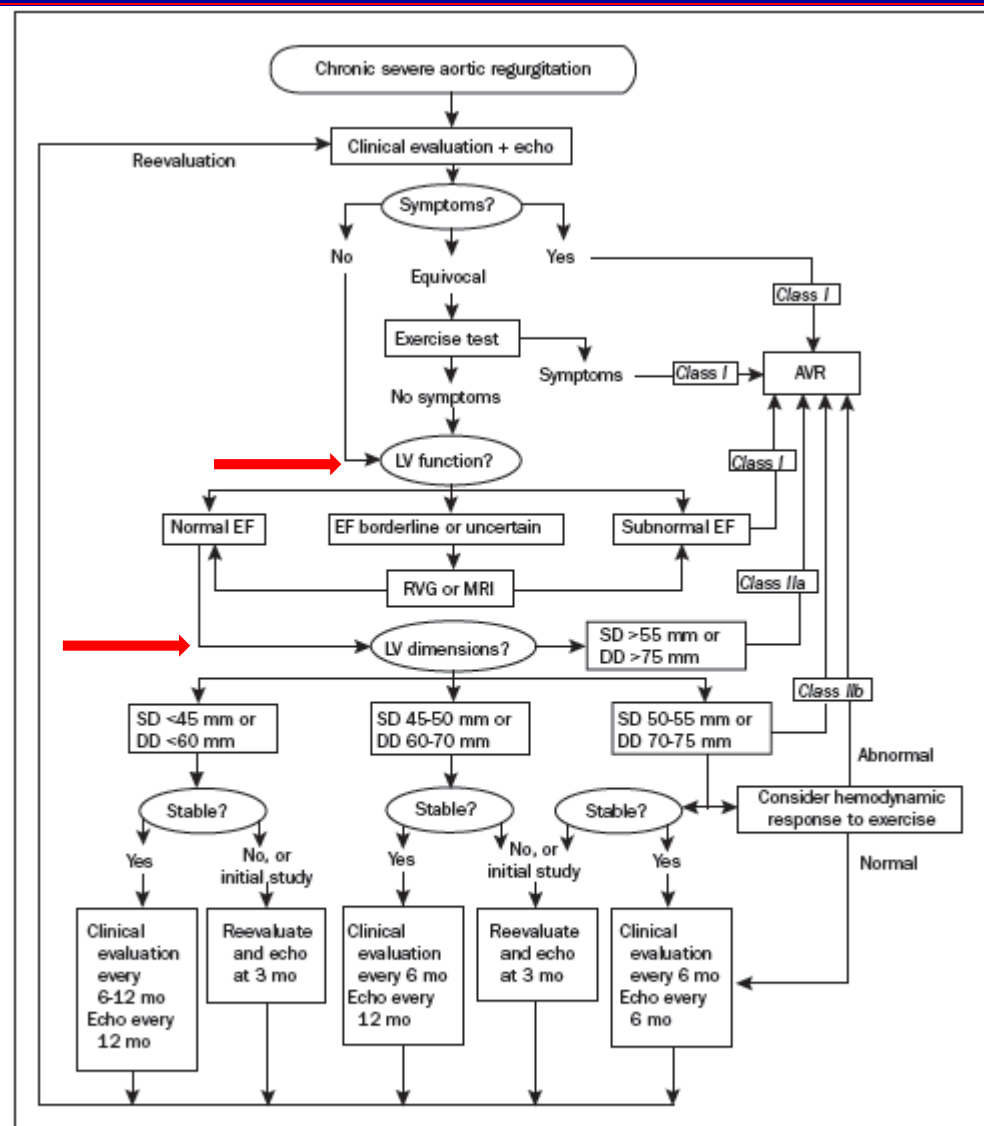 Chronic severe aortic regurgitation
Reevaluation
Clinical evaluation + echo
Symptoms?
No
Equivocal
Yes
Class I
Exercise test
Symptoms
Class I
AVR
No symptoms
LV function?
Class I
Normal EF
EF borderline or uncertain
Subnormal EF
RVG or MRI
Class IIa
LV dimensions?
SD >55 mm or
DD >75 mm
Class IIb
SD <45 mm or
DD <60 mm
SD 45-50 mm or
DD 60-70 mm
SD 50-55 mm or
DD 70-75 mm
Abnormal
Stable?
Stable?
Stable?
Consider hemodynamic
response to exercise
Yes
No, or
initial study
Yes
No, or
initial study
Yes
Normal
Clinical
evaluation
every
6-12 mo
Echo every
12 mo
Reevaluate
and echo
at 3 mo
Clinical
evaluation
every 6 mo
Echo every
12 mo
Reevaluate
and echo
at 3 mo
Clinical
evaluation
every 6 mo
Echo every
6 mo